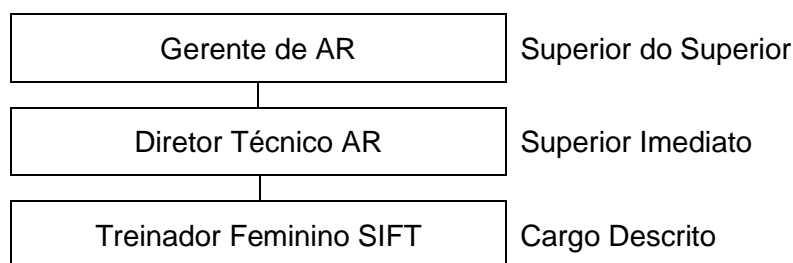 Gerente de AR Superior do Superior
Diretor Técnico AR Superior Imediato
Treinador Feminino SIFT Cargo Descrito